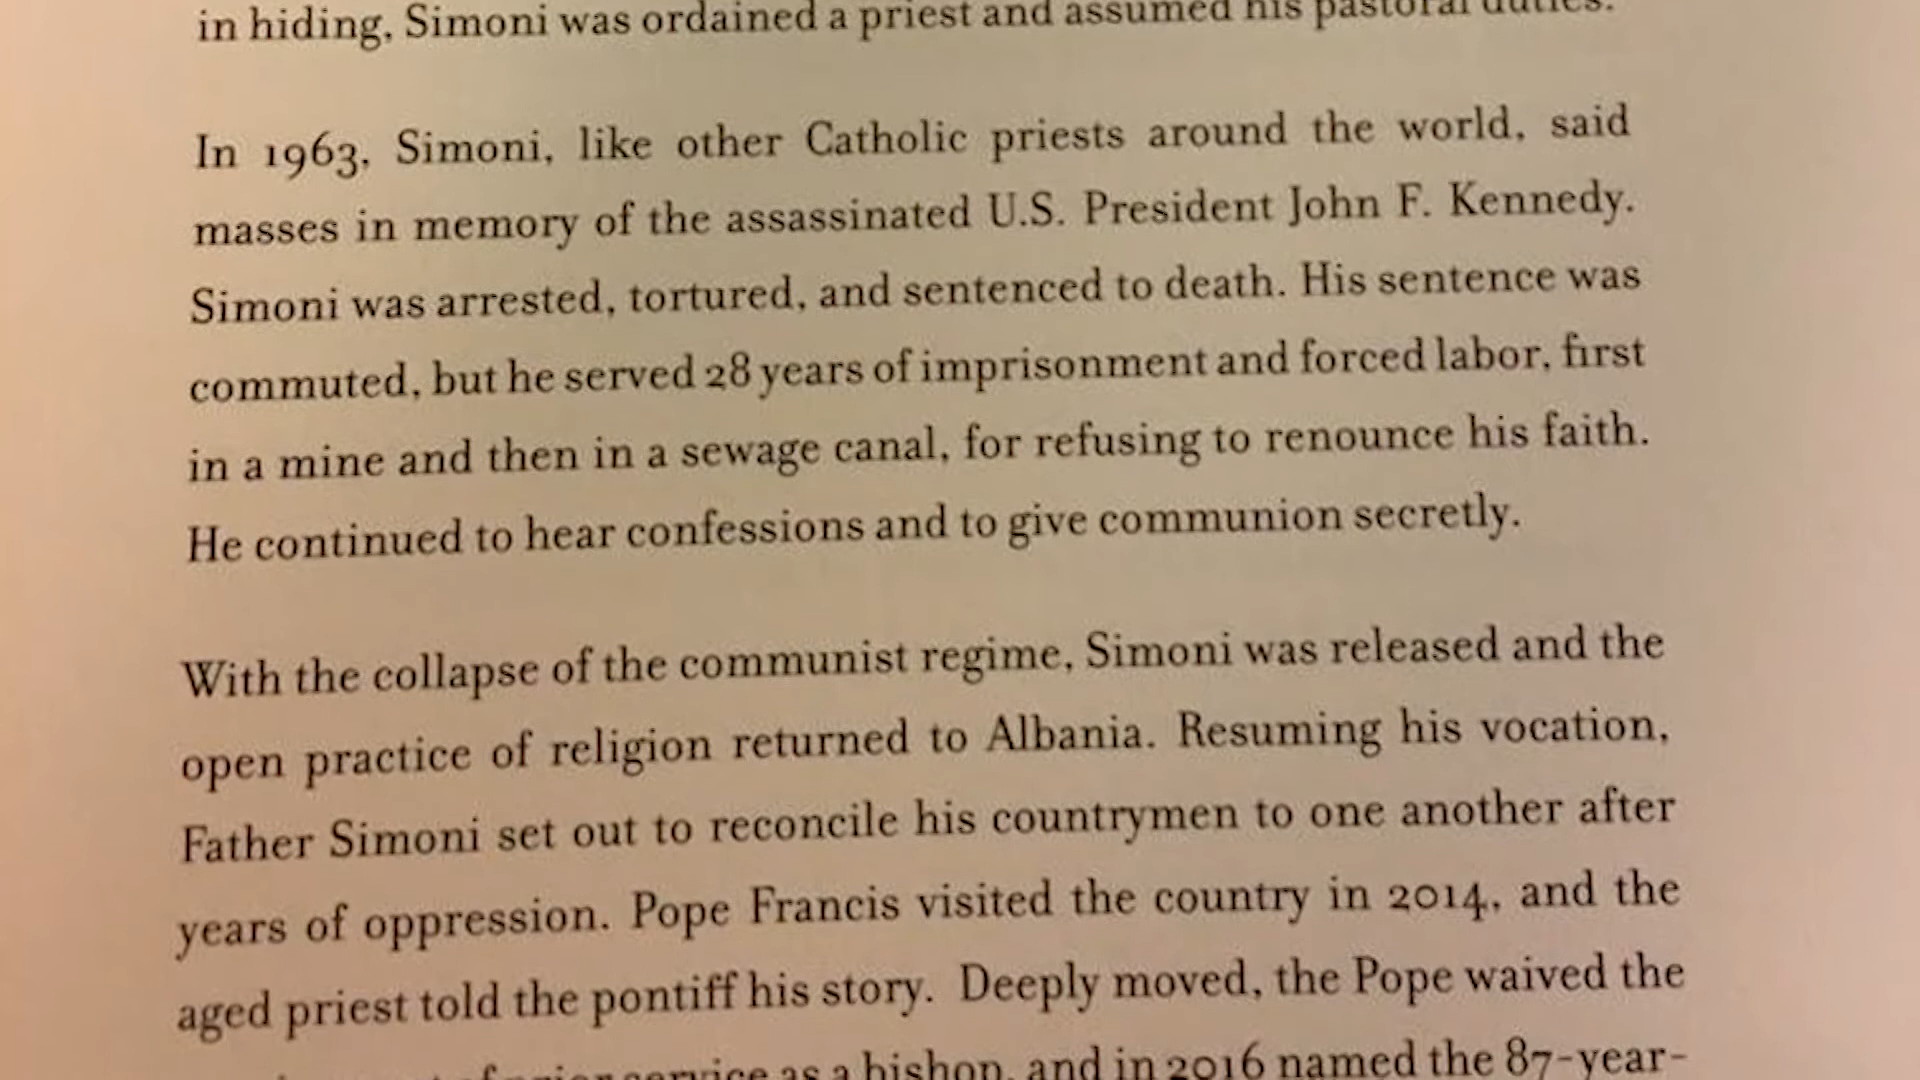 in hiding, Simoni was ordained a priest and assumed his pastoral duties.
In 1963, Simoni, like other Catholic priests around the world, said
masses in memory of the assassinated U.S. President John F. Kennedy.
Simoni was arrested, tortured, and sentenced to death. His sentence was
commuted, but he served 28 years of imprisonment and forced labor, first
in a mine and then in a sewage canal, for refusing to renounce his faith.
He continued to hear confessions and to give communion secretly.
With the collapse of the communist regime, Simoni was released and the
open practice of religion returned to Albania. Resuming his vocation,
Father Simoni set out to reconcile his countrymen to one another after
years of oppression. Pope Francis visited the country in 2014, and the
aged priest told the pontiff his story. Deeply moved, the Pope waived the
of prior service as a bishop, and in 2016 named the 87-year-